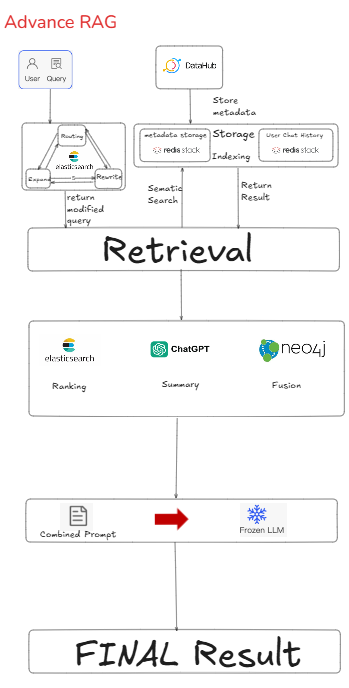 Advance RAG
User Query
DataHub
Store
metadata
Routing
elasticsearch
Expand
Rewrite
metadata storage
redis stack
Storage
Indexing
User Chat History
redis stack
return
modified
query
Sematic
Search
Return
Result
Retrieval
elasticsearch
Ranking
ChatGPT
Summary
neo4j
Fusion
Combined Prompt
Frozen LLM
FINAL Result